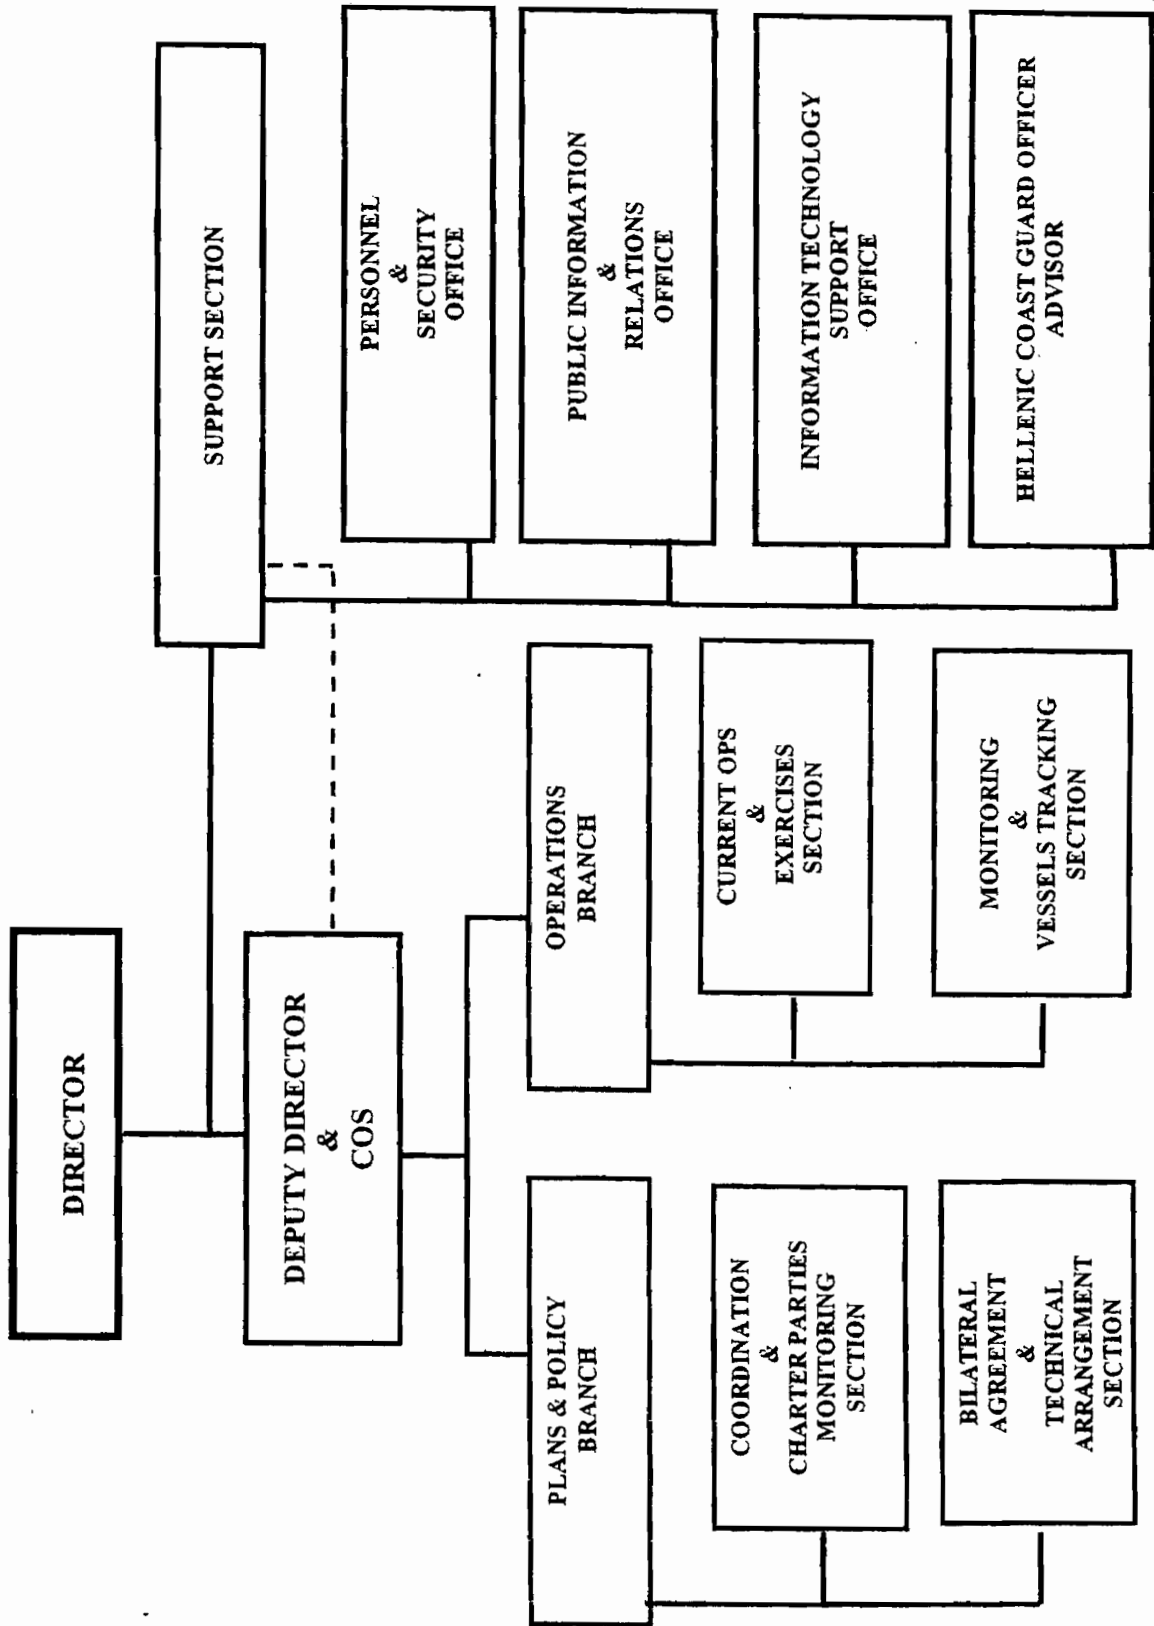 DIRECTOR
SUPPORT SECTION
DEPUTY DIRECTOR
&
COS
PLANS & POLICY
BRANCH
OPERATIONS
BRANCH
COORDINATION
&
CHARTER PARTIES
MONITORING
SECTION
BILATERAL
AGREEMENT
&
TECHNICAL
ARRANGEMENT
SECTION
CURRENT OPS
&
EXERCISES
SECTION
MONITORING
&
VESSELS TRACKING
SECTION
PERSONNEL
&
SECURITY
OFFICE
PUBLIC INFORMATION
&
RELATIONS
OFFICE
INFORMATION TECHNOLOGY
SUPPORT
OFFICE
HELLENIC COAST GUARD OFFICER
ADVISOR